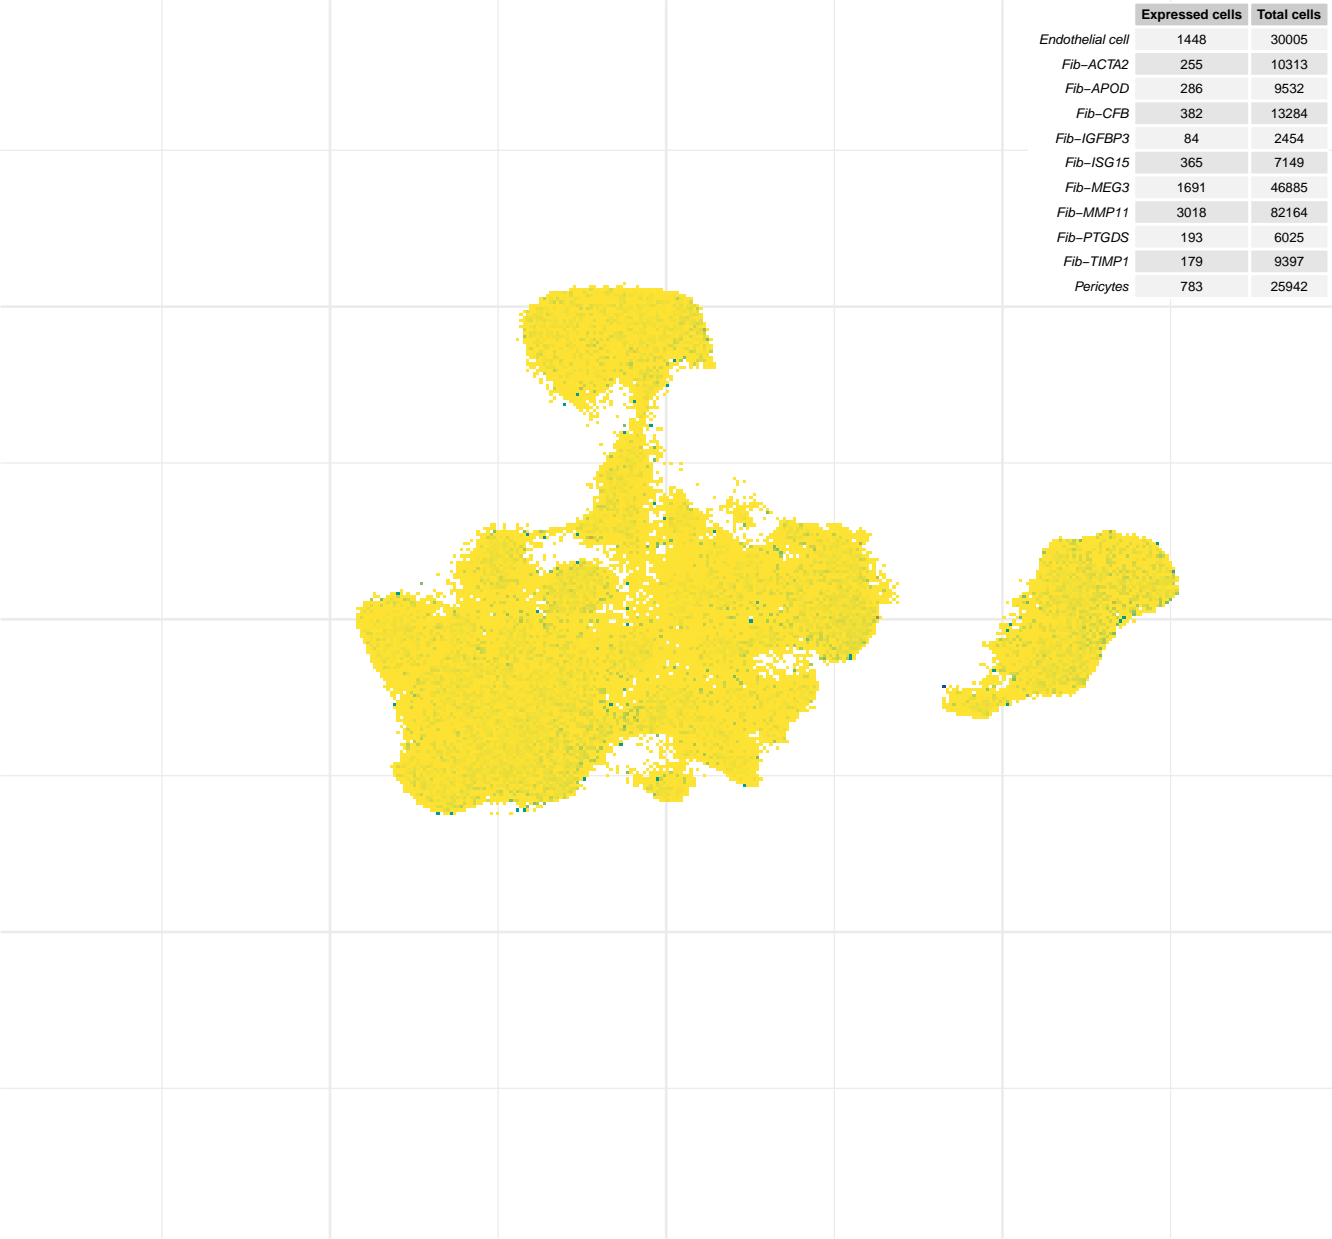 Expressed cells Total cells
Endothelial cell 1448 30005
Fib−ACTA2 255 10313
Fib−APOD 286 9532
Fib−CFB 382 13284
Fib−IGFBP3 84 2454
Fib−ISG15 365 7149
Fib−MEG3 1691 46885
Fib−MMP11 3018 82164
Fib−PTGDS 193 6025
Fib−TIMP1 179 9397
Pericytes 783 25942